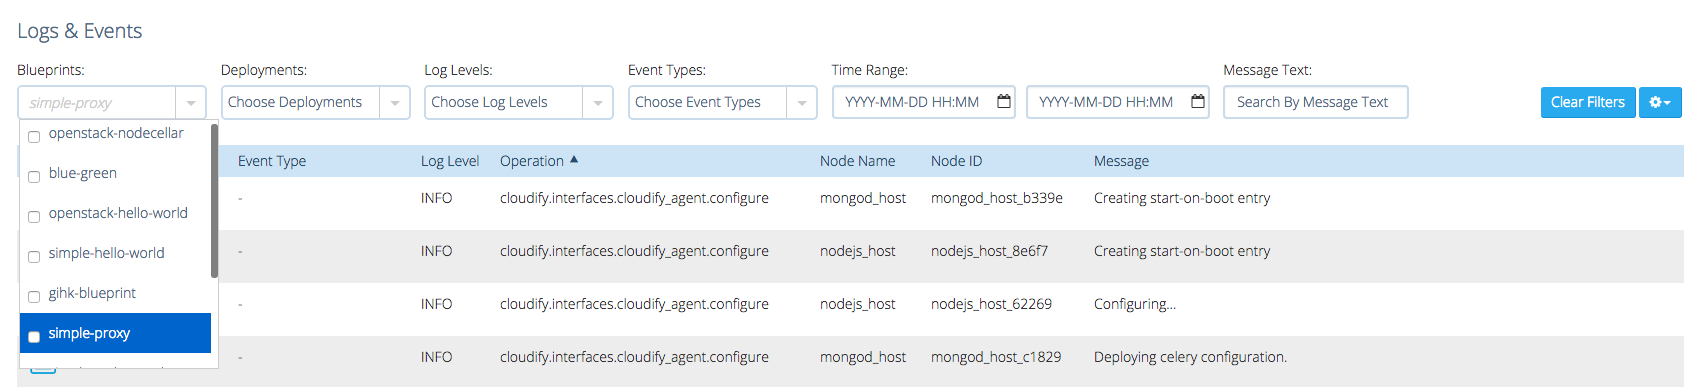 Logs & Events
Blueprints:
Deployments:
Log Levels:
Event Types:
Time Range:
Message Text:
simple-proxy
Choose Deployments
Choose Log Levels
Choose Event Types
YYYY-MM-DD HH:MM
YYYY-MM-DD HH:MM
Search By Message Text
Clear Filters
openstack-nodecellar
blue-green
openstack-hello-world
simple-hello-world
gihk-blueprint
simple-proxy
Event Type Log Level Operation Node Name Node ID Message
- INFO cloudify.interfaces.cloudify_agent.configure mongod_host mongod_host_b339e Creating start-on-boot entry
- INFO cloudify.interfaces.cloudify_agent.configure nodejs_host nodejs_host_8e6f7 Creating start-on-boot entry
- INFO cloudify.interfaces.cloudify_agent.configure nodejs_host nodejs_host_62269 Configuring...
- INFO cloudify.interfaces.cloudify_agent.configure mongod_host mongod_host_c1829 Deploying celery configuration.